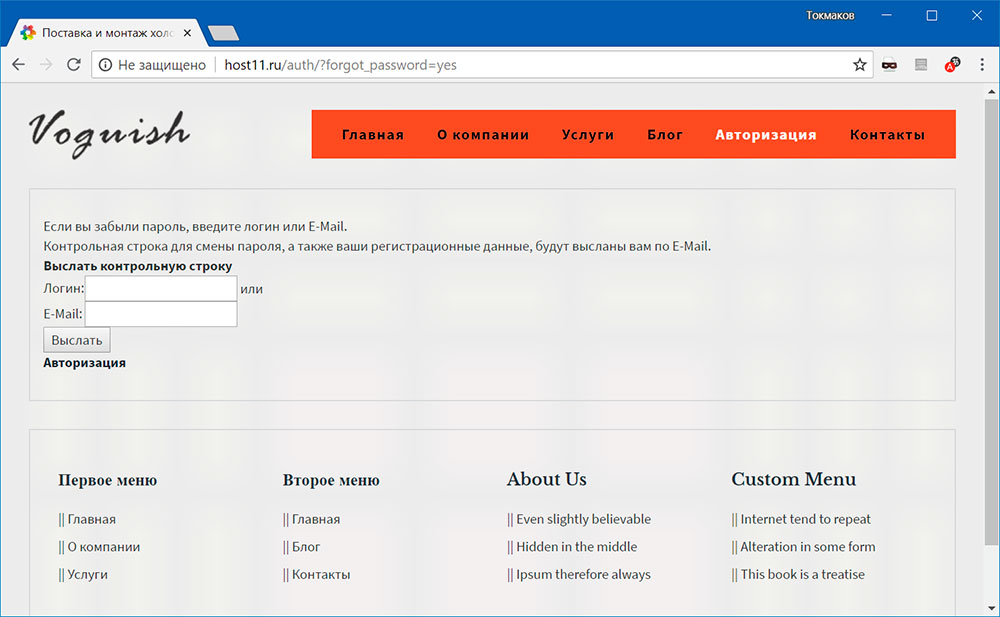 Токмаков
Поставка и монтаж холо
Не защищено host11.ru/auth/?forgot_password=yes
Voguish
Главная О компании Услуги Блог Авторизация Контакты
Если вы забыли пароль, введите логин или E-Mail.
Контрольная строка для смены пароля, а также ваши регистрационные данные, будут высланы вам по E-Mail.
Выслать контрольную строку
Логин: или
E-Mail:
Выслать
Авторизация
Первое меню Второе меню About Us Custom Menu
|| Главная || Главная || Even slightly believable || Internet tend to repeat
|| О компании || Блог || Hidden in the middle || Alteration in some form
|| Услуги || Контакты || Ipsum therefore always || This book is a treatise